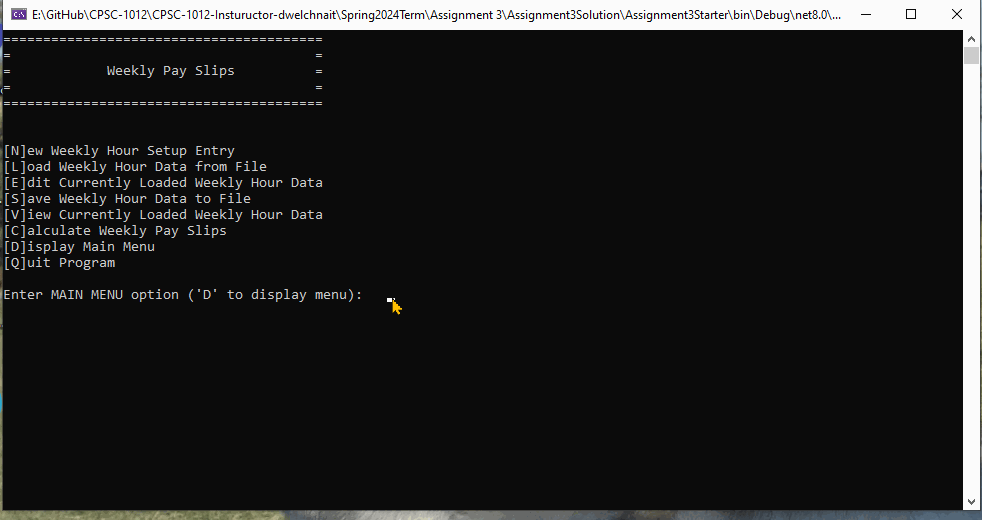 E:\GitHub\CPSC-1012\CPSC-1012-Instuructor-dwelchnait\Spring2024Term\Assignment 3\Assignment3Solution\Assignment3Starter\bin\Debug\net8.0\...
========================================
=                                      =
=            Weekly Pay Slips          =
=                                      =
========================================
[N]ew Weekly Hour Setup Entry
[L]oad Weekly Hour Data from File
[E]dit Currently Loaded Weekly Hour Data
[S]ave Weekly Hour Data to File
[V]iew Currently Loaded Weekly Hour Data
[C]alculate Weekly Pay Slips
[D]isplay Main Menu
[Q]uit Program
Enter MAIN MENU option ('D' to display menu):